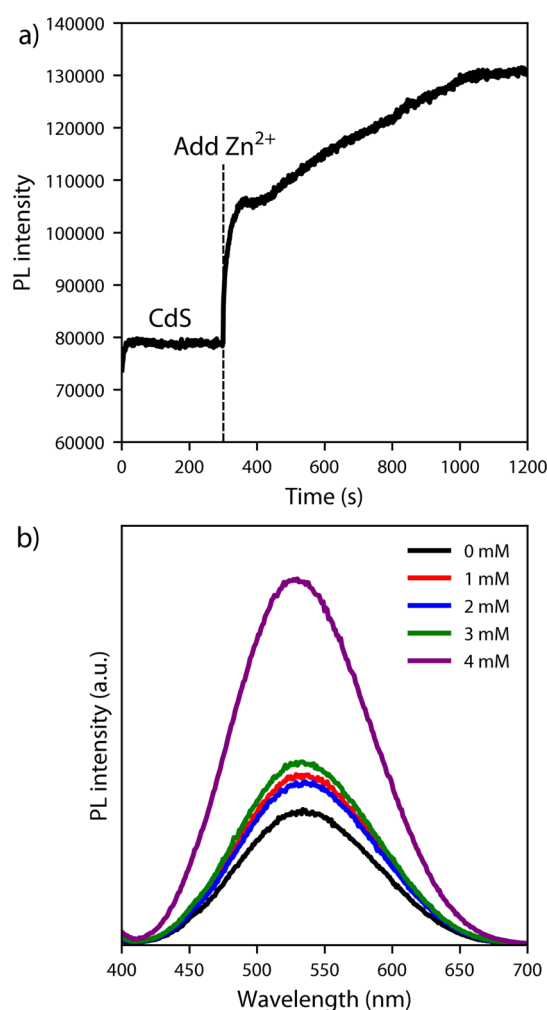 a)
140000
130000
120000
110000
100000
90000
80000
70000
60000
PL intensity
Add Zn²⁺
CdS
0 200 400 600 800 1000 1200
Time (s)
b)
PL intensity (a.u.)
0 mM
1 mM
2 mM
3 mM
4 mM
400 450 500 550 600 650 700
Wavelength (nm)